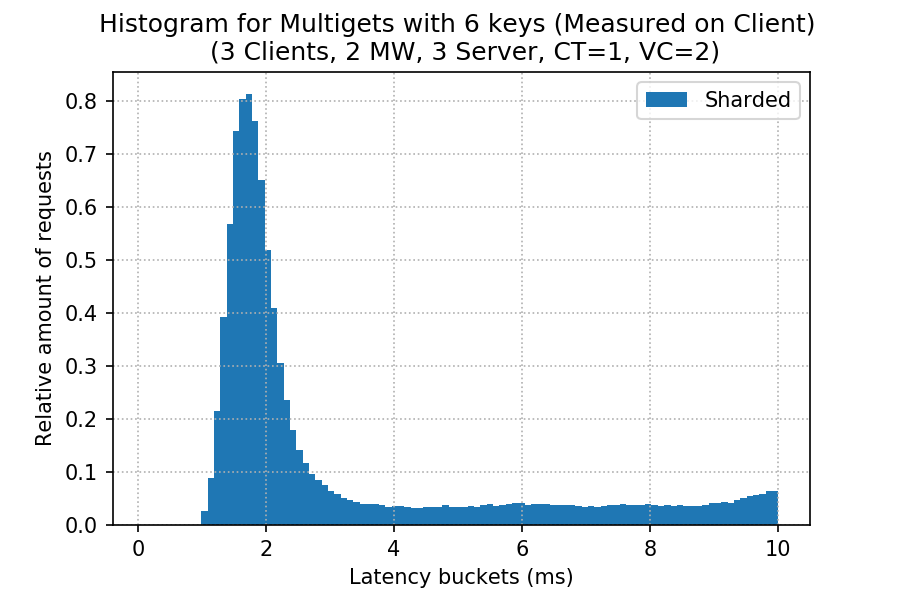 Histogram for Multigets with 6 keys (Measured on Client)
(3 Clients, 2 MW, 3 Server, CT=1, VC=2)
Sharded
Relative amount of requests
0.8
0.7
0.6
0.5
0.4
0.3
0.2
0.1
0.0
0 2 4 6 8 10
Latency buckets (ms)